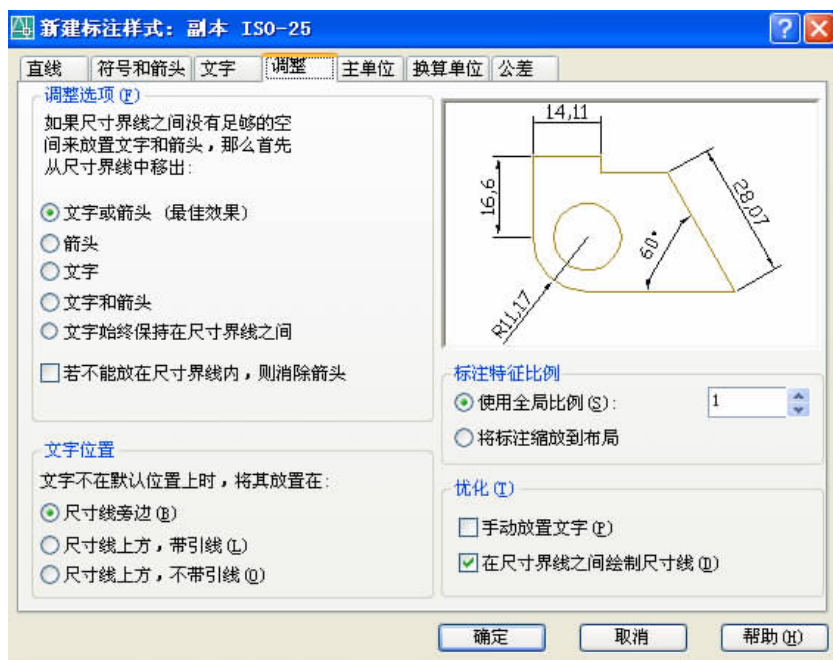 新建标注样式: 副本 ISO-25
直线 符号和箭头 文字 调整 主单位 换算单位 公差
调整选项(F)
如果尺寸界线之间没有足够的空
间来放置文字和箭头，那么首先
从尺寸界线中移出:
文字或箭头 (最佳效果)
箭头
文字
文字和箭头
文字始终保持在尺寸界线之间
若不能放在尺寸界线内，则消除箭头
文字位置
文字不在默认位置上时，将其放置在:
尺寸线旁边(B)
尺寸线上方，带引线(L)
尺寸线上方，不带引线(O)
14,11
16,6
28,07
60°
R11,17
标注特征比例
使用全局比例(S): 1
将标注缩放到布局
优化(T)
手动放置文字(P)
在尺寸界线之间绘制尺寸线(D)
确定 取消 帮助(H)